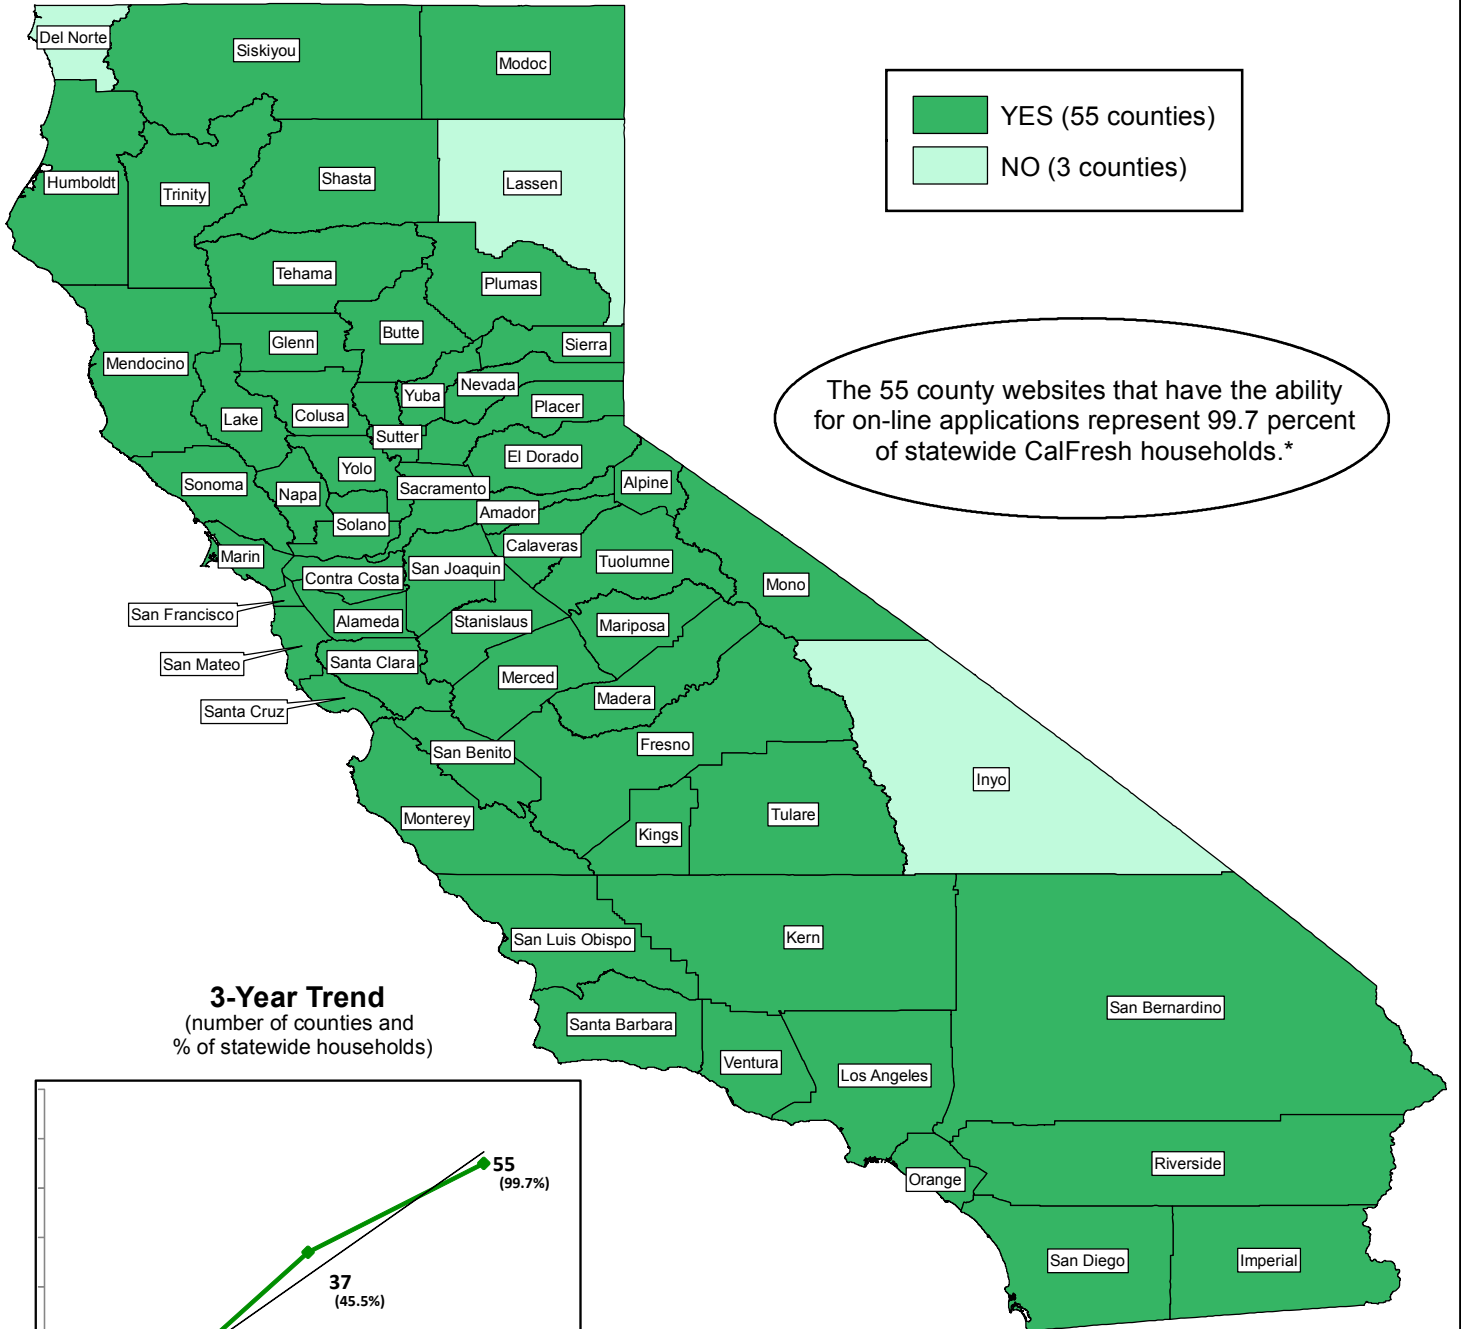 Del Norte
Siskiyou
Modoc
YES (55 counties)
NO (3 counties)
Humboldt
Trinity
Shasta
Lassen
Tehama
Plumas
Glenn
Butte
Sierra
Mendocino
Nevada
Yuba
Placer
Lake
Colusa
Sutter
The 55 county websites that have the ability
for on-line applications represent 99.7 percent
of statewide CalFresh households.*
El Dorado
Yolo
Sonoma
Napa
Sacramento
Alpine
Amador
Solano
Calaveras
Marin
Contra Costa
San Joaquin
Tuolumne
Mono
San Francisco
Alameda
Stanislaus
Mariposa
San Mateo
Santa Clara
Merced
Madera
Santa Cruz
San Benito
Fresno
Inyo
Monterey
Kings
Tulare
San Luis Obispo
Kern
3-Year Trend
(number of counties and
% of statewide households)
Santa Barbara
San Bernardino
Ventura
Los Angeles
55
(99.7%)
Orange
Riverside
37
(45.5%)
San Diego
Imperial